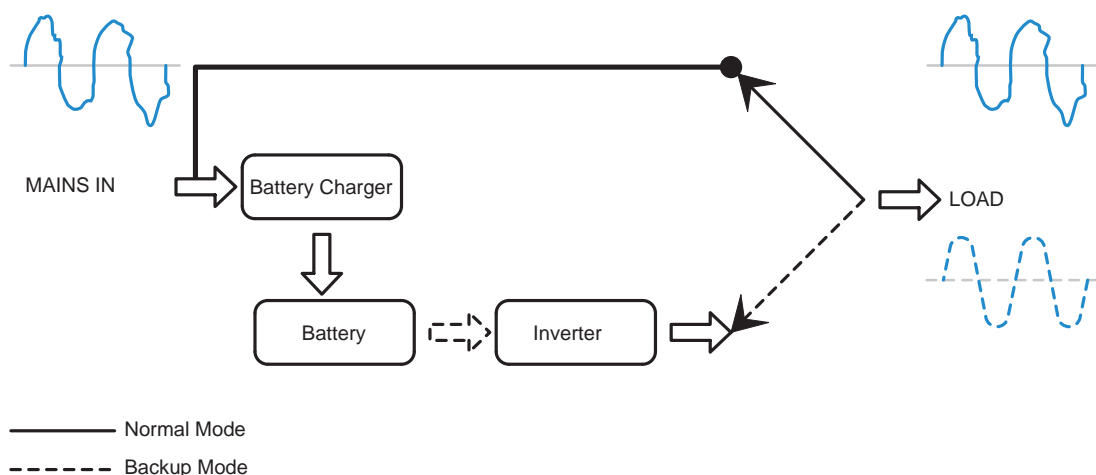 MAINS IN
Battery Charger
LOAD
Battery
Inverter
Normal Mode
Backup Mode